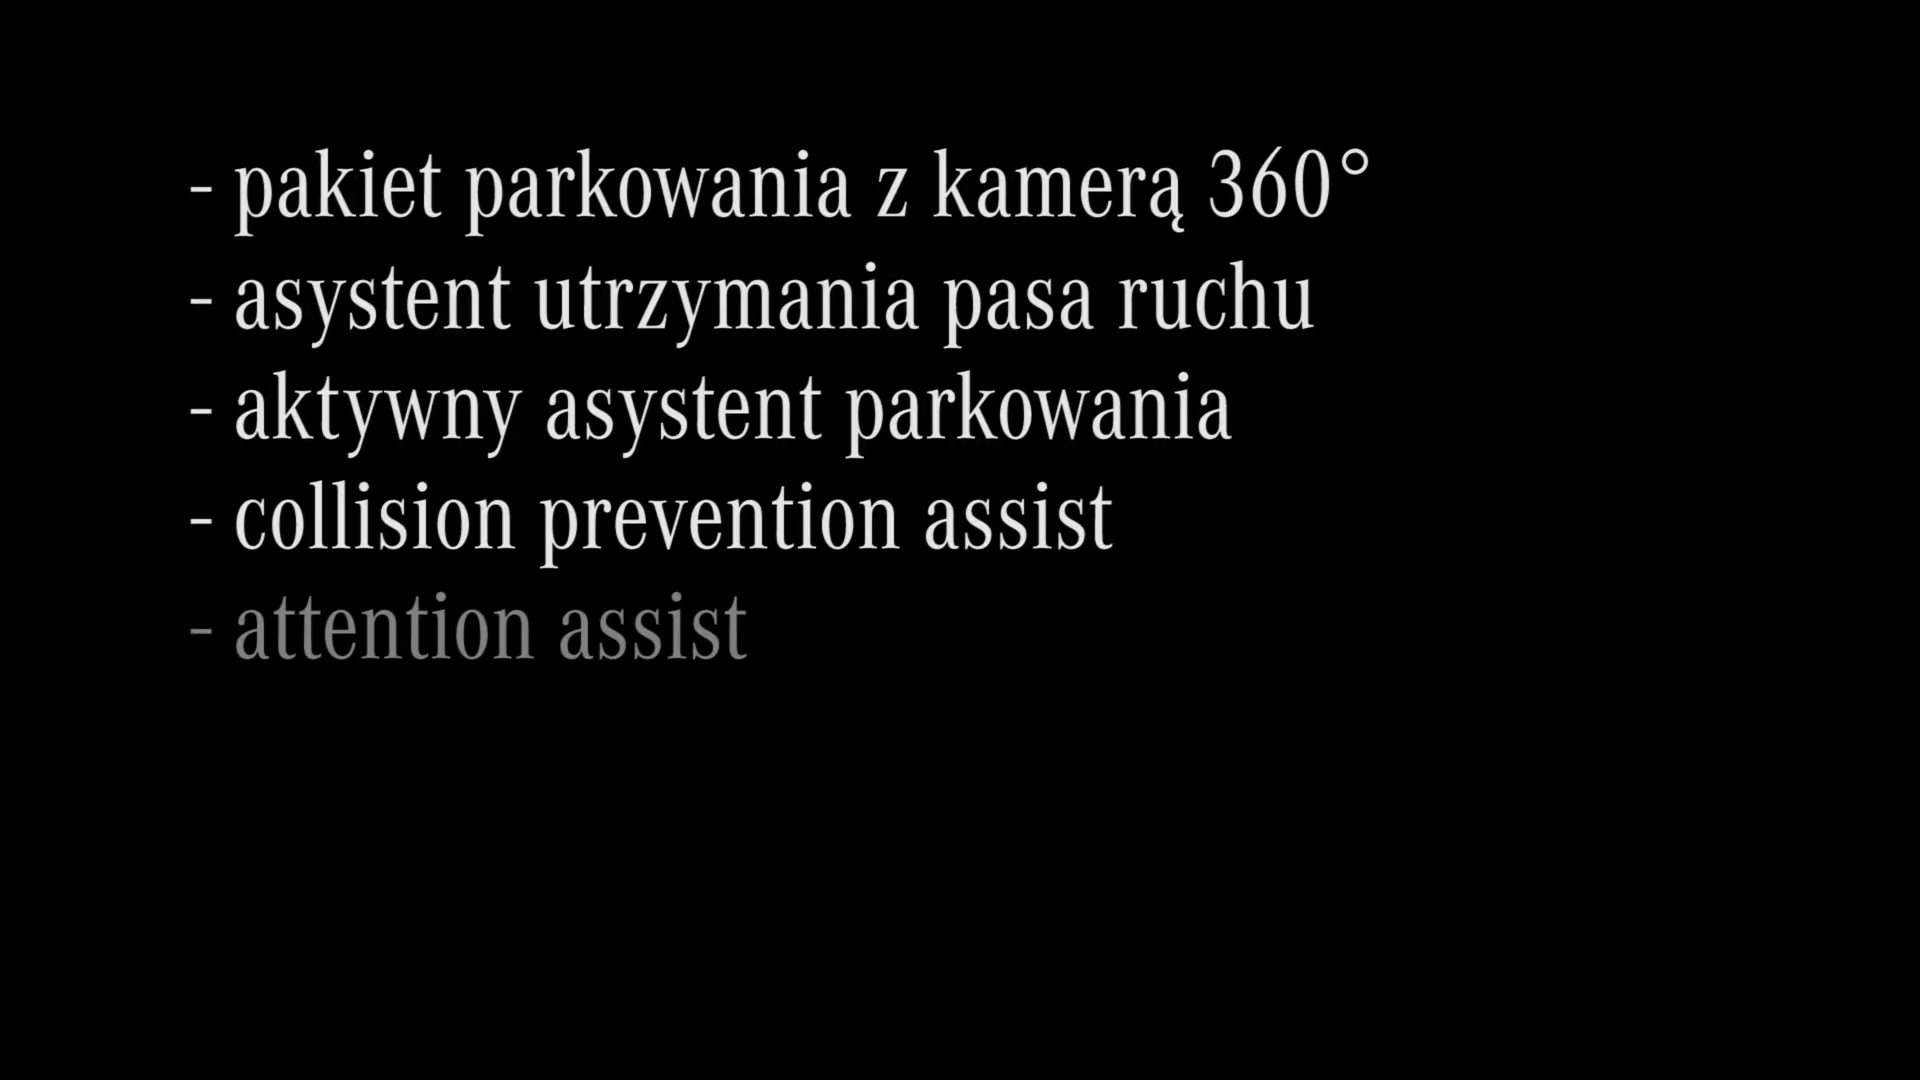 - pakiet parkowania z kamerą 360°
- asystent utrzymania pasa ruchu
- aktywny asystent parkowania
- collision prevention assist
- attention assist